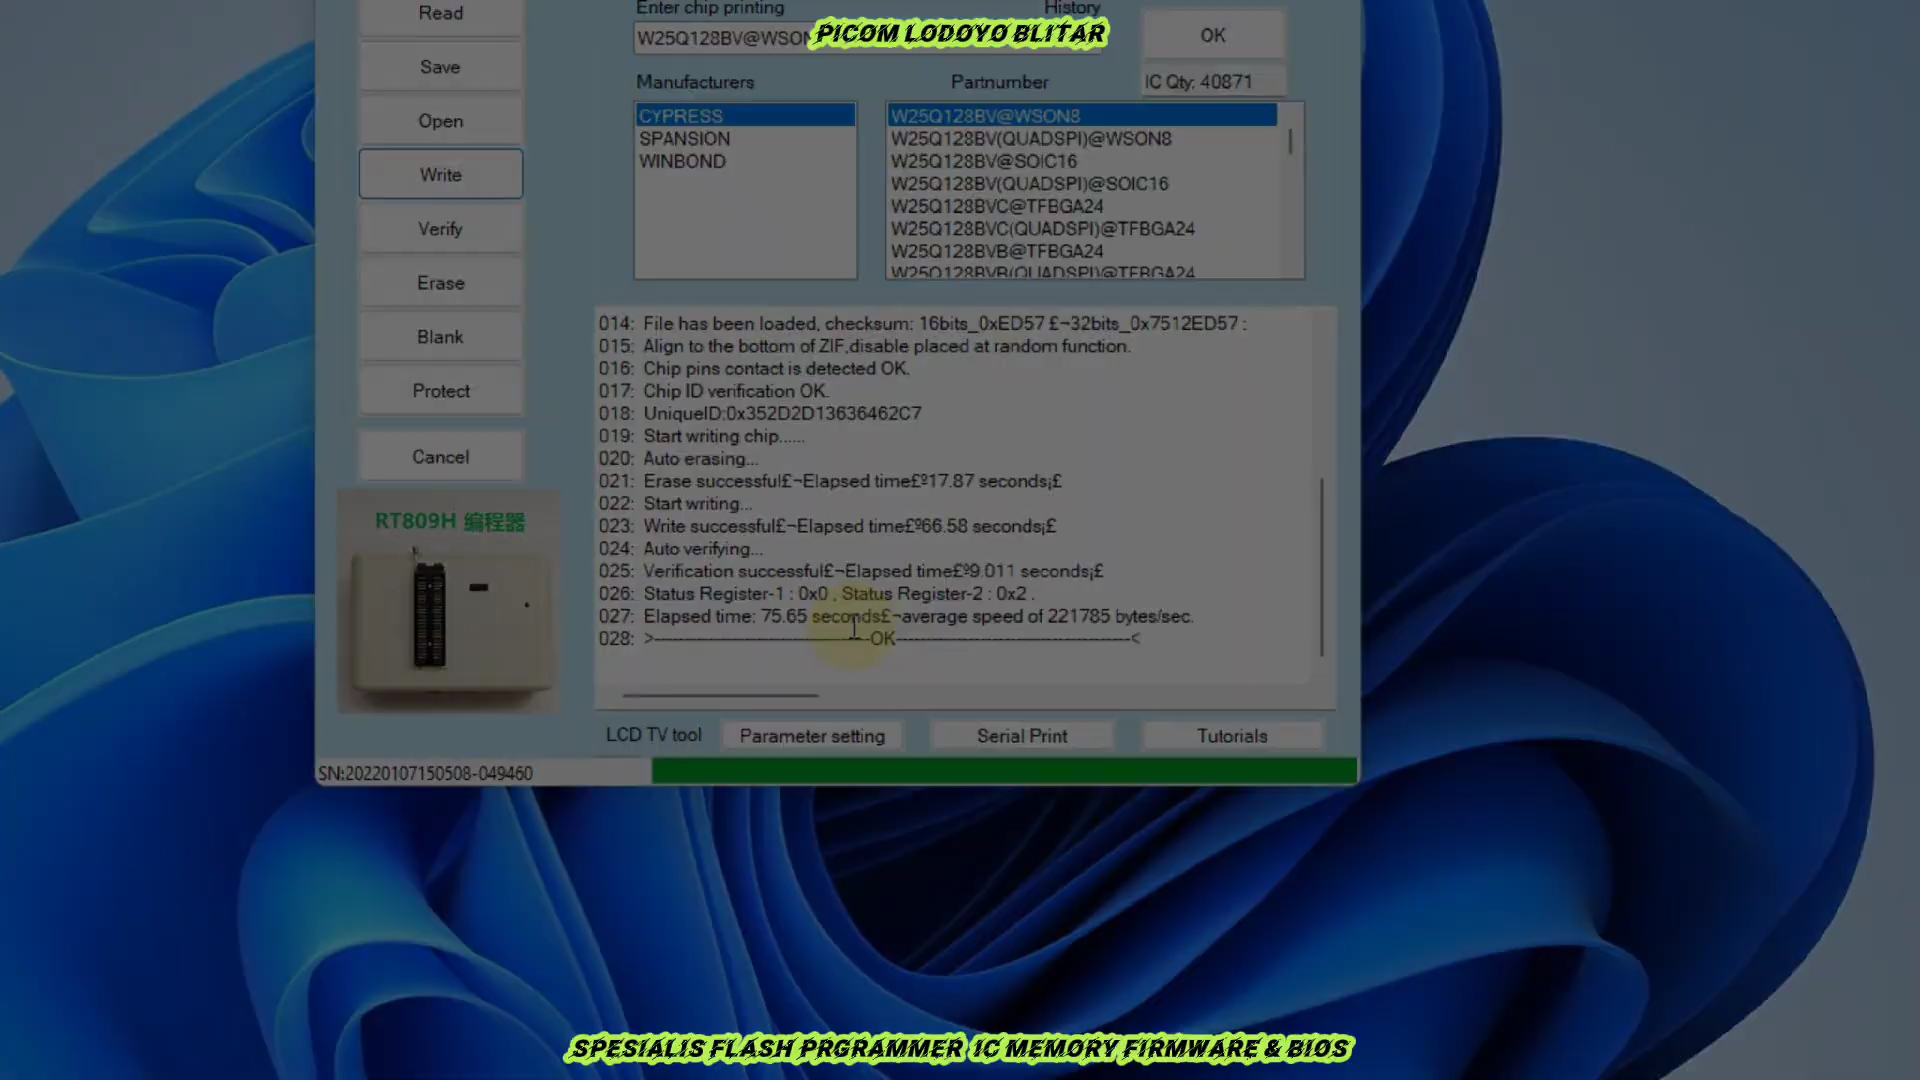 Read
Enter chip printing
History
PICOM LODOYO BLITAR
W25Q128BV@WSON
OK
Save
Manufacturers
Partnumber
IC Qty: 40871
CYPRESS
SPANSION
WINBOND
W25Q128BV@WSON8
W25Q128BV(QUADSPI)@WSON8
W25Q128BV@SOIC16
W25Q128BV(QUADSPI)@SOIC16
W25Q128BVC@TFBGA24
W25Q128BVC(QUADSPI)@TFBGA24
W25Q128BVB@TFBGA24
W25Q128BVB(QUADSPI)@TFBGA24
Open
Write
Verify
Erase
Blank
Protect
Cancel
RT809H 编程器
014: File has been loaded, checksum: 16bits_0xED57 £¬32bits_0x7512ED57 :
015: Align to the bottom of ZIF,disable placed at random function.
016: Chip pins contact is detected OK.
017: Chip ID verification OK.
018: UniqueID:0x352D2D13636462C7
019: Start writing chip......
020: Auto erasing...
021: Erase successful£¬Elapsed time£º17.87 seconds¡£
022: Start writing...
023: Write successful£¬Elapsed time£º66.58 seconds¡£
024: Auto verifying...
025: Verification successful£¬Elapsed time£º9.011 seconds¡£
026: Status Register-1 : 0x0 , Status Register-2 : 0x2 .
027: Elapsed time: 75.65 seconds£¬average speed of 221785 bytes/sec.
028: >----------------------------------------OK--------------------------------------------<
LCD TV tool
Parameter setting
Serial Print
Tutorials
SN:20220107150508-049460
SPESIALIS FLASH PRGRAMMER IC MEMORY FIRMWARE & BIOS